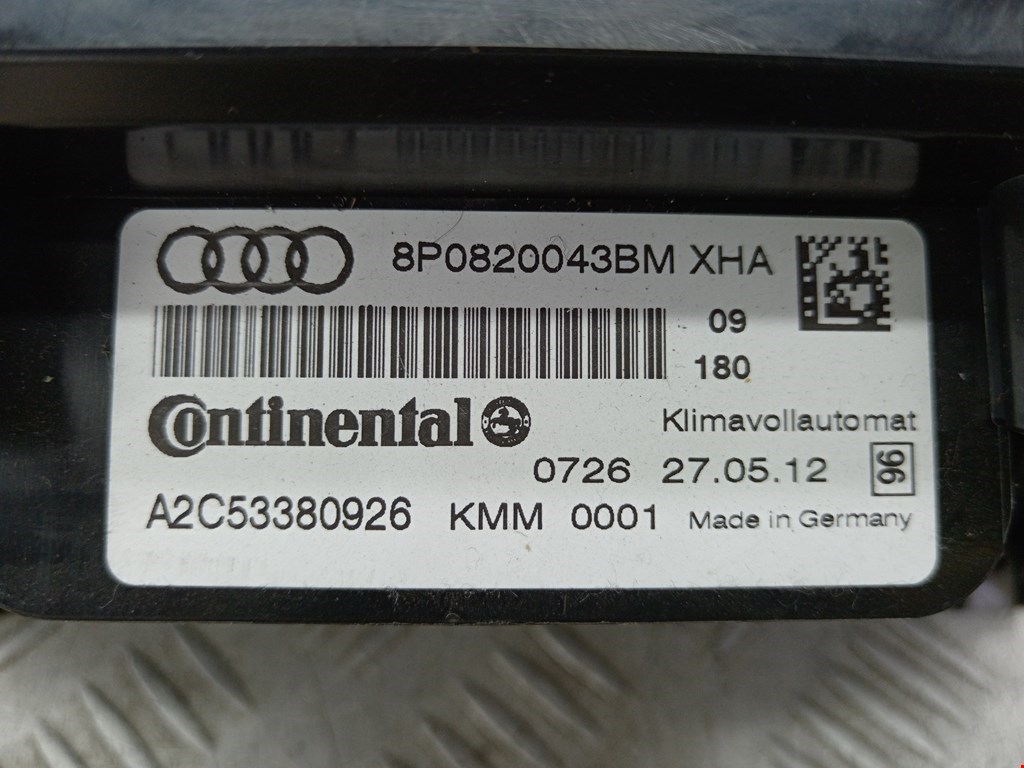 8P0820043BM XHA
09
180
Continental
Klimavollautomat
0726 27.05.12
96
A2C53380926 KMM 0001 Made in Germany